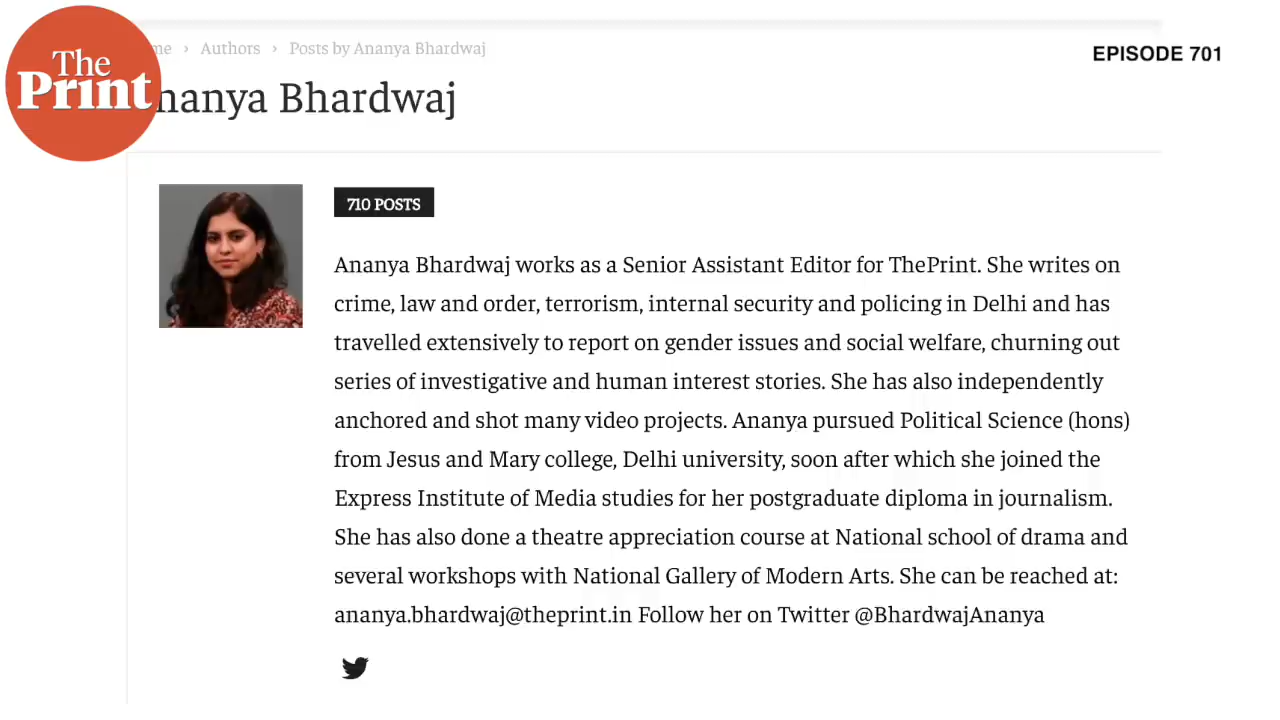 The
Print
me > Authors > Posts by Ananya Bhardwaj
EPISODE 701
nanya Bhardwaj
710 POSTS
Ananya Bhardwaj works as a Senior Assistant Editor for ThePrint. She writes on
crime, law and order, terrorism, internal security and policing in Delhi and has
travelled extensively to report on gender issues and social welfare, churning out
series of investigative and human interest stories. She has also independently
anchored and shot many video projects. Ananya pursued Political Science (hons)
from Jesus and Mary college, Delhi university, soon after which she joined the
Express Institute of Media studies for her postgraduate diploma in journalism.
She has also done a theatre appreciation course at National school of drama and
several workshops with National Gallery of Modern Arts. She can be reached at:
ananya.bhardwaj@theprint.in Follow her on Twitter @BhardwajAnanya